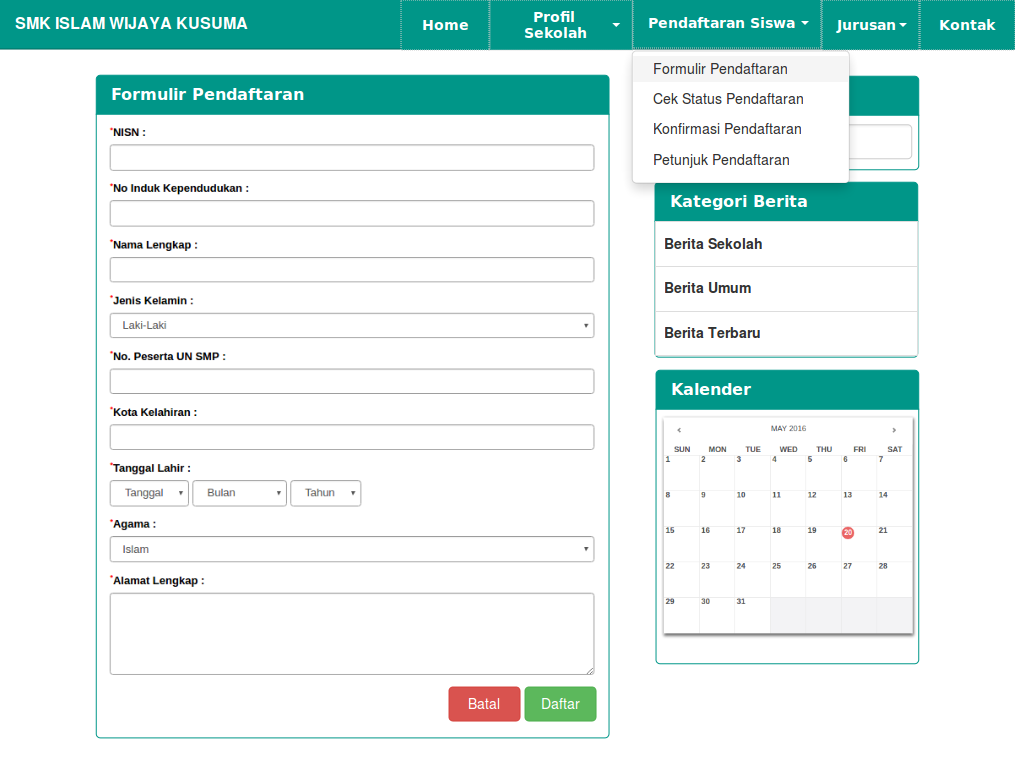 SMK ISLAM WIJAYA KUSUMA
Home
Profil
Sekolah
Pendaftaran Siswa
Jurusan
Kontak
Formulir Pendaftaran
Cek Status Pendaftaran
Konfirmasi Pendaftaran
Petunjuk Pendaftaran
Formulir Pendaftaran
*NISN :
*No Induk Kependudukan :
*Nama Lengkap :
*Jenis Kelamin :
Laki-Laki
*No. Peserta UN SMP :
*Kota Kelahiran :
*Tanggal Lahir :
Tanggal Bulan Tahun
*Agama :
Islam
*Alamat Lengkap :
Batal Daftar
Kategori Berita
Berita Sekolah
Berita Umum
Berita Terbaru
Kalender
‹ MAY 2016 ›
SUN MON TUE WED THU FRI SAT
1 2 3 4 5 6 7
8 9 10 11 12 13 14
15 16 17 18 19 20 21
22 23 24 25 26 27 28
29 30 31